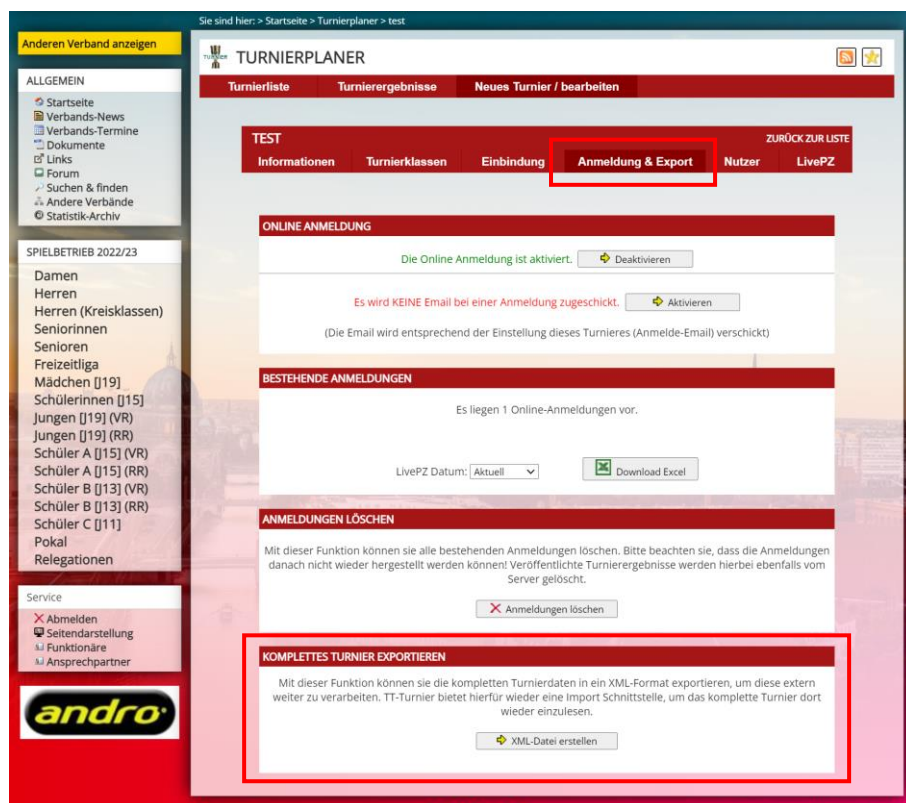 Sie sind hier: > Startseite > Turnierplaner > test
Anderen Verband anzeigen
ALLGEMEIN
Startseite
Verbands-News
Verbands-Termine
Dokumente
Links
Forum
Suchen & finden
Andere Verbände
Statistik-Archiv
SPIELBETRIEB 2022/23
Damen
Herren
Herren (Kreisklassen)
Seniorinnen
Senioren
Freizeitliga
Mädchen [J19]
Schülerinnen [J15]
Jungen [J19] (VR)
Jungen [J19] (RR)
Schüler A [J15] (VR)
Schüler A [J15] (RR)
Schüler B [J13] (VR)
Schüler B [J13] (RR)
Schüler C [J11]
Pokal
Relegationen
Service
Abmelden
Seitendarstellung
Funktionäre
Ansprechpartner
andro
TURNIER
TURNIERPLANER
Turnierliste Turnierergebnisse Neues Turnier / bearbeiten
TEST ZURÜCK ZUR LISTE
Informationen Turnierklassen Einbindung Anmeldung & Export Nutzer LivePZ
ONLINE ANMELDUNG
Die Online Anmeldung ist aktiviert. Deaktivieren
Es wird KEINE Email bei einer Anmeldung zugeschickt. Aktivieren
(Die Email wird entsprechend der Einstellung dieses Turnieres (Anmelde-Email) verschickt)
BESTEHENDE ANMELDUNGEN
Es liegen 1 Online-Anmeldungen vor.
LivePZ Datum: Aktuell Download Excel
ANMELDUNGEN LÖSCHEN
Mit dieser Funktion können sie alle bestehenden Anmeldungen löschen. Bitte beachten sie, dass die Anmeldungen
danach nicht wieder hergestellt werden können! Veröffentlichte Turnierergebnisse werden hierbei ebenfalls vom
Server gelöscht.
Anmeldungen löschen
KOMPLETTES TURNIER EXPORTIEREN
Mit dieser Funktion können sie die kompletten Turnierdaten in ein XML-Format exportieren, um diese extern
weiter zu verarbeiten. TT-Turnier bietet hierfür wieder eine Import Schnittstelle, um das komplette Turnier dort
wieder einzulesen.
XML-Datei erstellen